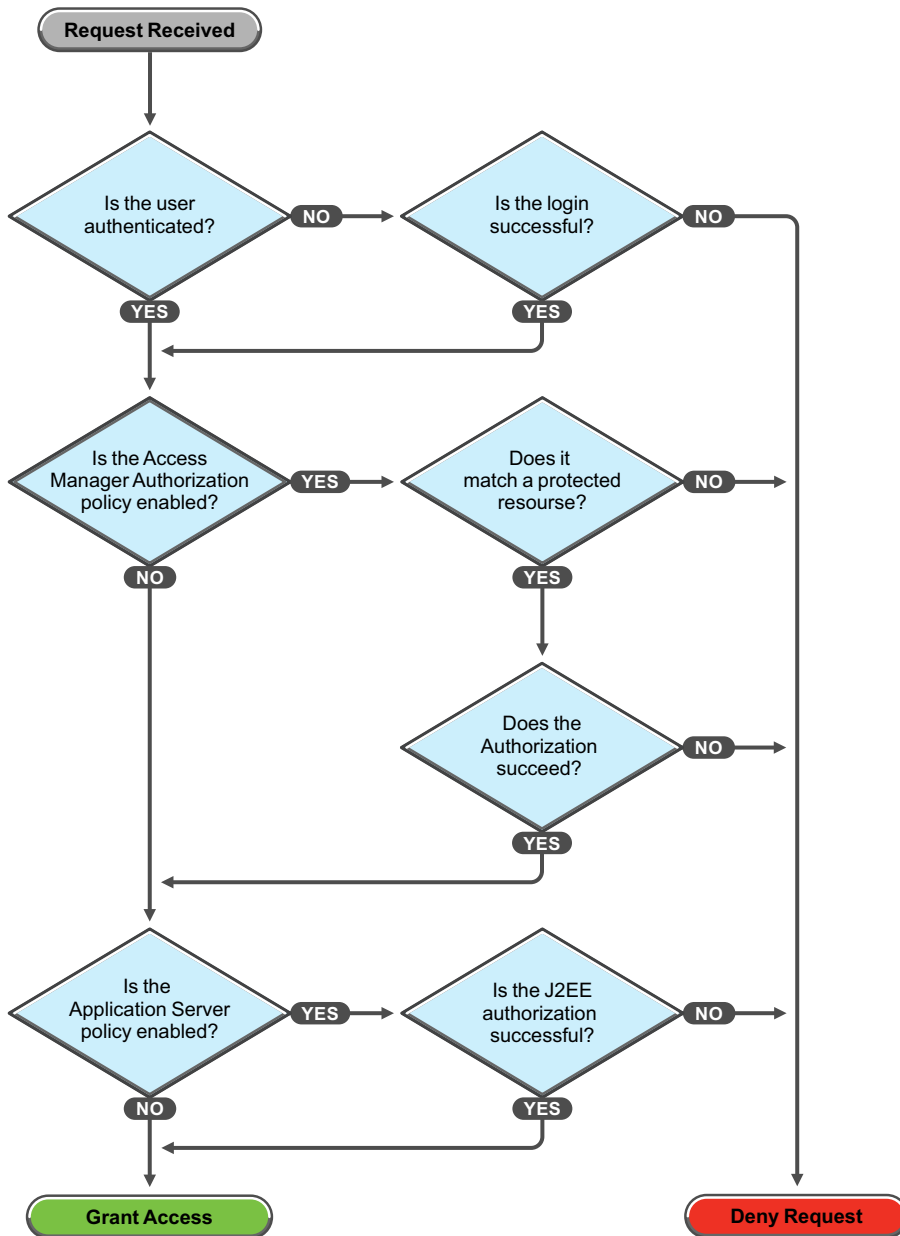 Request Received
Is the user
authenticated?
NO
Is the login
successful?
NO
YES
YES
Is the Access
Manager Authorization
policy enabled?
YES
Does it
match a protected
resourse?
NO
NO
YES
Does the
Authorization
succeed?
NO
YES
Is the
Application Server
policy enabled?
YES
Is the J2EE
authorization
successful?
NO
NO
YES
Grant Access
Deny Request